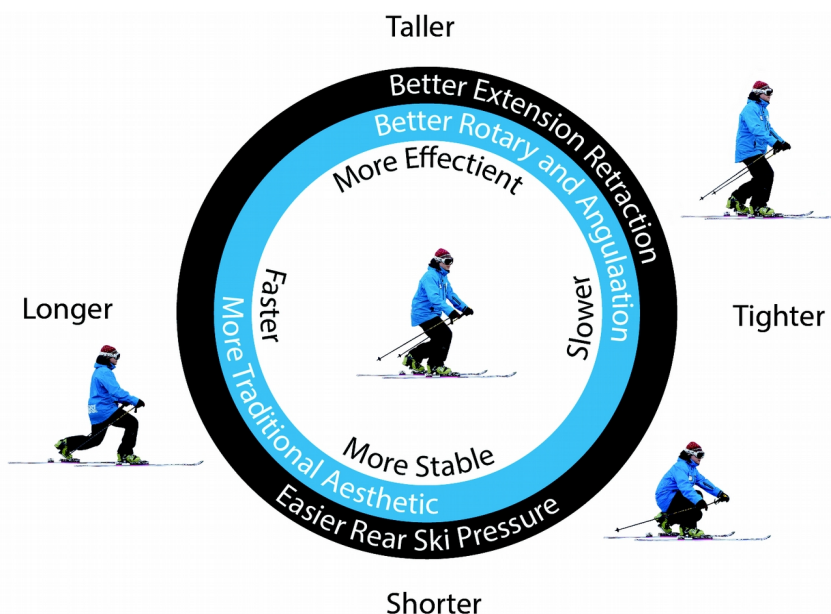 Taller
Better Extension Retraction
Better Rotary and Angulaation
More Effectient
Faster
Slower
Longer
Tighter
More Traditional Aesthetic
More Stable
Easier Rear Ski Pressure
Shorter